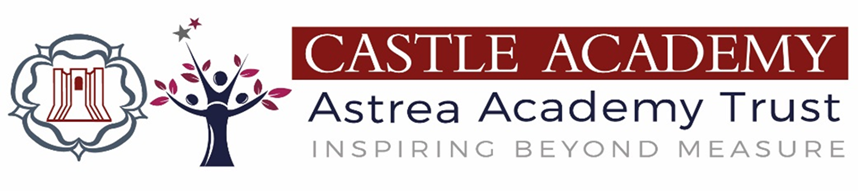 CASTLE ACADEMY
Astrea Academy Trust
INSPIRING BEYOND MEASURE